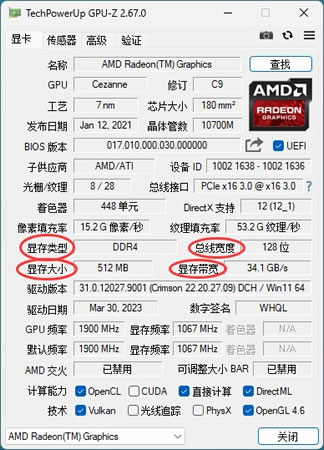 TechPowerUp GPU-Z 2.67.0
显卡 传感器 高级 验证
名称 AMD Radeon(TM) Graphics 查找
GPU Cezanne 修订 C9
AMD
RADEON
GRAPHICS
工艺 7 nm 芯片大小 180 mm²
发布日期 Jan 12, 2021 晶体管数 10700M
BIOS 版本 017.010.000.030.000000 UEFI
子供应商 AMD/ATI 设备 ID 1002 1638 - 1002 1636
光栅/纹理 8 / 28 总线接口 PCIe x16 3.0 @ x16 3.0 ?
着色器 448 单元 DirectX 支持 12 (12_1)
像素填充率 15.2 G 像素/秒 纹理填充率 53.2 G 纹理/秒
显存类型 DDR4 总线宽度 128 位
显存大小 512 MB 显存带宽 34.1 GB/s
驱动版本 31.0.12027.9001 (Crimson 22.20.27.09) DCH / Win11 64
驱动日期 Mar 30, 2023 数字签名 WHQL
GPU 频率 1900 MHz 显存频率 1067 MHz 着色器 N/A
默认频率 1900 MHz 显存频率 1067 MHz 着色器 N/A
AMD 交火 已禁用 可调整大小 BAR 已禁用
计算能力 OpenCL CUDA 直接计算 DirectML
技术 Vulkan 光线追踪 PhysX OpenGL 4.6
AMD Radeon(TM) Graphics 关闭